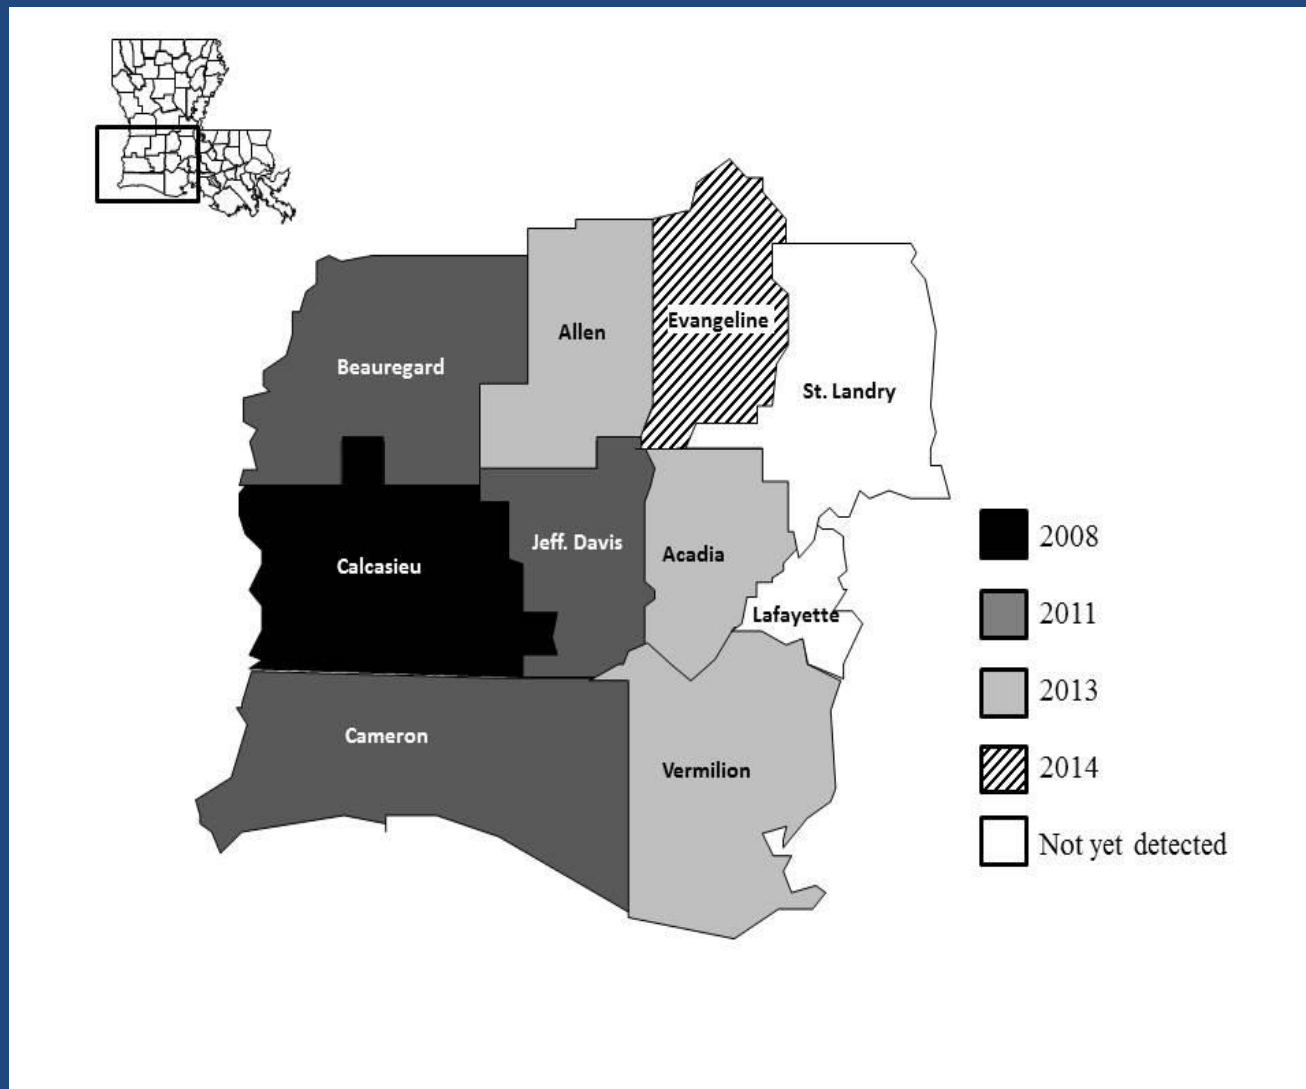 Evangeline
Allen
Beauregard
St. Landry
Jeff. Davis
Acadia
Calcasieu
Lafayette
Cameron
Vermilion
2008
2011
2013
2014
Not yet detected